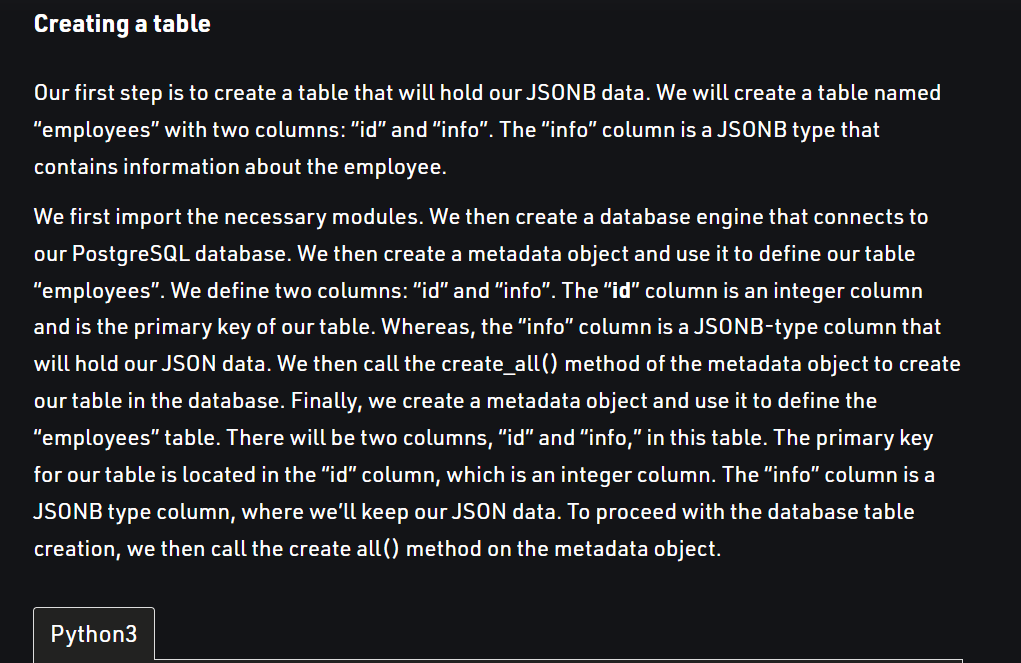 Creating a table
Our first step is to create a table that will hold our JSONB data. We will create a table named
“employees” with two columns: “id” and “info”. The “info” column is a JSONB type that
contains information about the employee.
We first import the necessary modules. We then create a database engine that connects to
our PostgreSQL database. We then create a metadata object and use it to define our table
“employees”. We define two columns: “id” and “info”. The “id” column is an integer column
and is the primary key of our table. Whereas, the “info” column is a JSONB-type column that
will hold our JSON data. We then call the create_all() method of the metadata object to create
our table in the database. Finally, we create a metadata object and use it to define the
“employees” table. There will be two columns, “id” and “info,” in this table. The primary key
for our table is located in the “id” column, which is an integer column. The “info” column is a
JSONB type column, where we’ll keep our JSON data. To proceed with the database table
creation, we then call the create all() method on the metadata object.
Python3